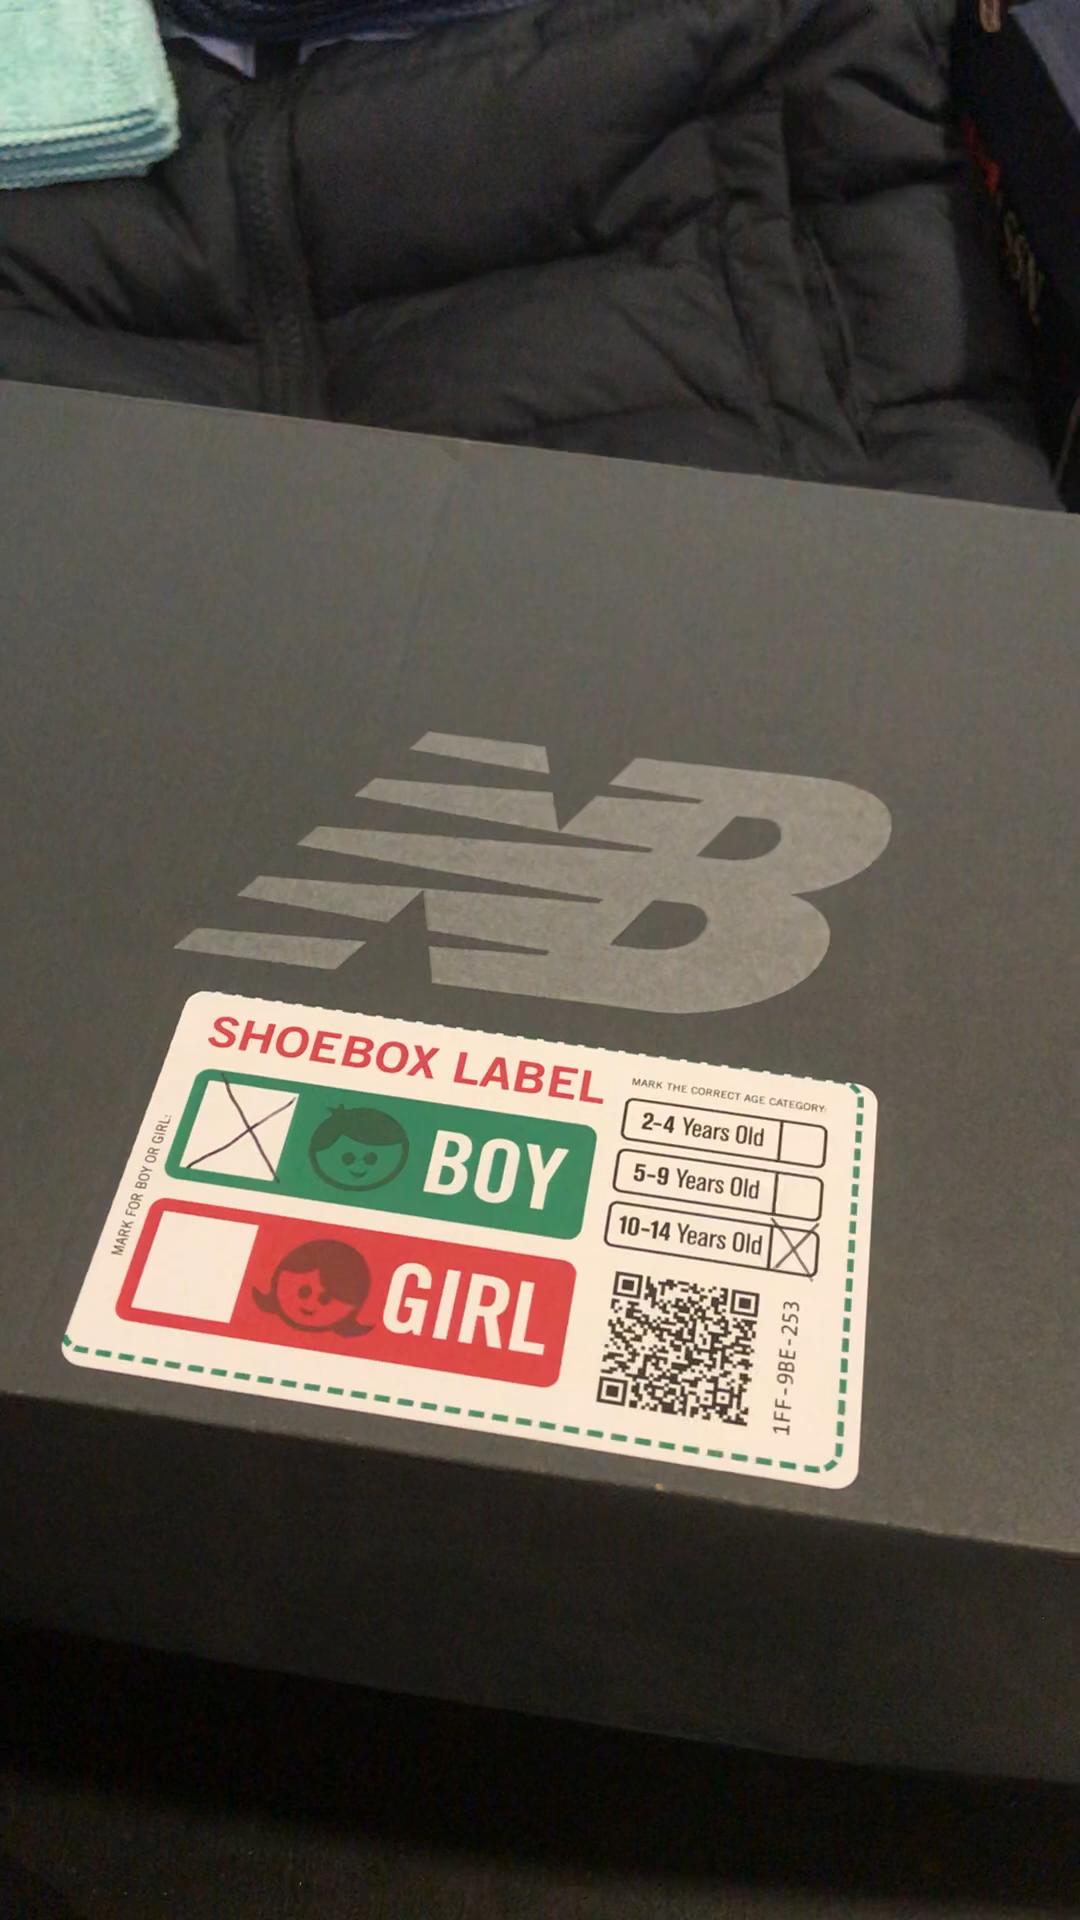 NB
SHOEBOX LABEL
MARK FOR BOY OR GIRL:
BOY
GIRL
MARK THE CORRECT AGE CATEGORY:
2-4 Years Old
5-9 Years Old
10-14 Years Old
1FF-9BE-253